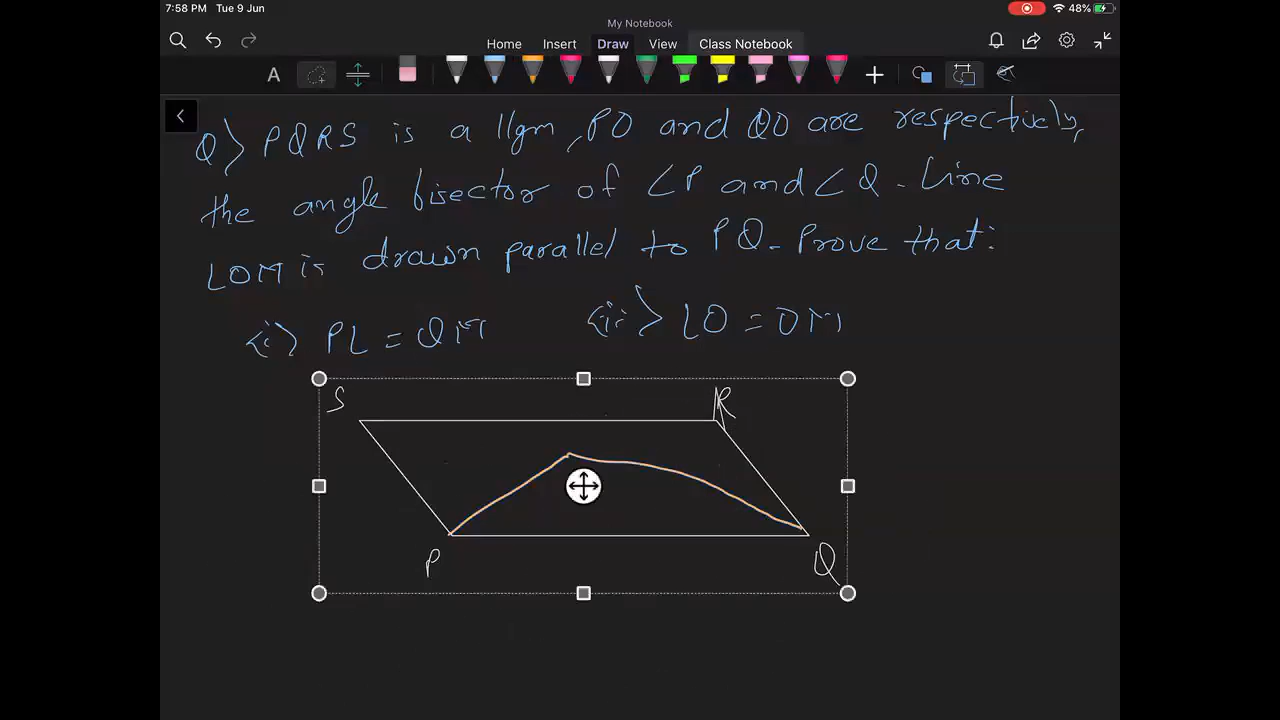 7:58 PM Tue 9 Jun
48%
My Notebook
Home Insert Draw View Class Notebook
A
Q> PQRS is a llgm, PO and QO are respectively,
the angle bisector of ∠P and ∠Q. Line
LOM is drawn parallel to PQ. Prove that:
<i> PL = QM <ii> LO = OM
S R
P Q